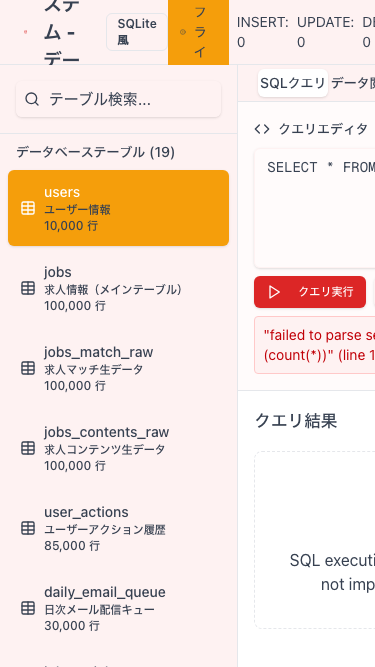 ステ
ム -
デー
SQLite
風
フ
ラ
イ
INSERT:
0
UPDATE:
0
DE
0
テーブル検索...
データベーステーブル (19)
users
ユーザー情報
10,000 行
jobs
求人情報（メインテーブル）
100,000 行
jobs_match_raw
求人マッチ生データ
100,000 行
jobs_contents_raw
求人コンテンツ生データ
100,000 行
user_actions
ユーザーアクション履歴
85,000 行
daily_email_queue
日次メール配信キュー
30,000 行
SQLクエリ
データ
クエリエディタ
SELECT * FROM
クエリ実行
"failed to parse se
(count(*))" (line 1
クエリ結果
SQL executi
not imp